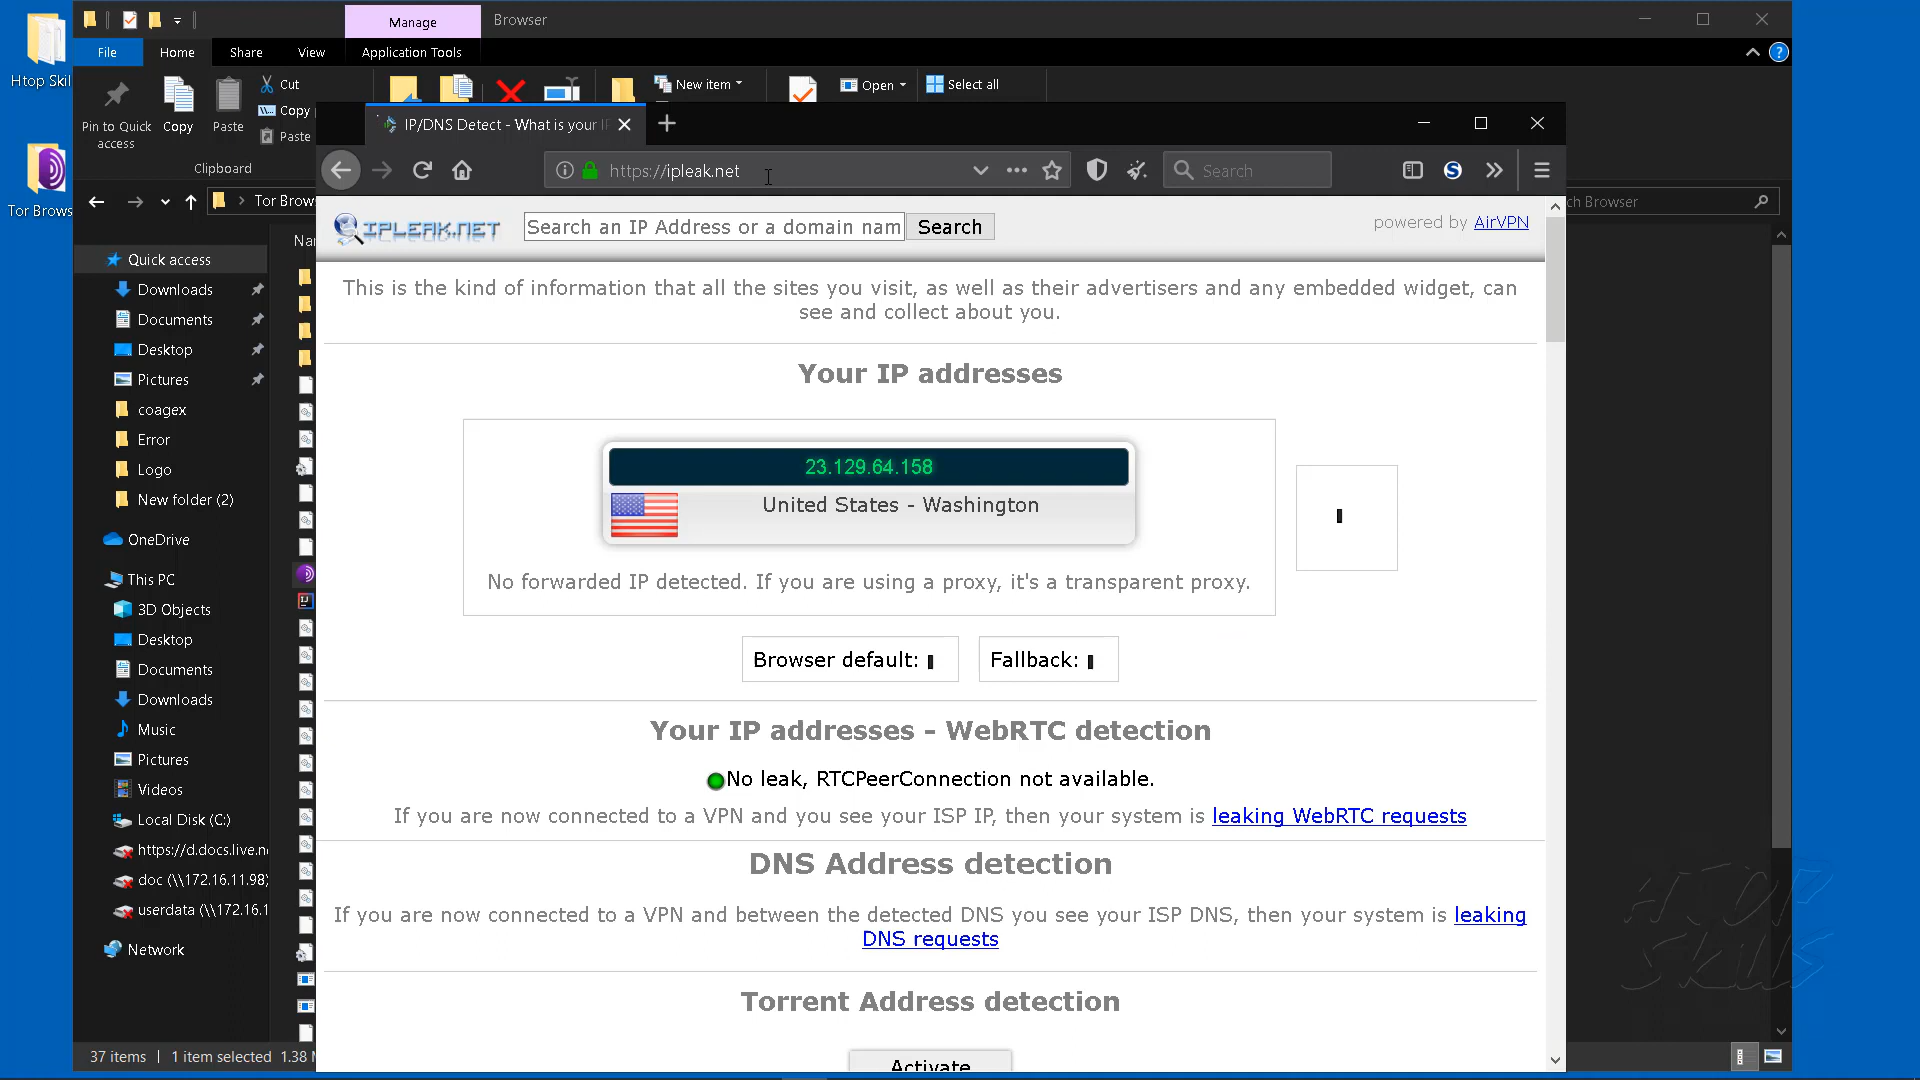 Htop Skil
Tor Brows
Manage
Browser
File
Home
Share
View
Application Tools
Pin to Quick
access
Copy
Paste
Cut
Copy
Paste
Clipboard
New item
Open
Select all
Tor Brow
ch Browser
Nar
IP/DNS Detect - What is your IP
https://ipleak.net
Search
IPLEAK.NET
Search an IP Address or a domain nam
Search
powered by AirVPN
This is the kind of information that all the sites you visit, as well as their advertisers and any embedded widget, can
see and collect about you.
Your IP addresses
23.129.64.158
United States - Washington
No forwarded IP detected. If you are using a proxy, it's a transparent proxy.
Browser default:
Fallback:
Your IP addresses - WebRTC detection
No leak, RTCPeerConnection not available.
If you are now connected to a VPN and you see your ISP IP, then your system is leaking WebRTC requests
DNS Address detection
If you are now connected to a VPN and between the detected DNS you see your ISP DNS, then your system is leaking
DNS requests
Torrent Address detection
Activate
Quick access
Downloads
Documents
Desktop
Pictures
coagex
Error
Logo
New folder (2)
OneDrive
This PC
3D Objects
Desktop
Documents
Downloads
Music
Pictures
Videos
Local Disk (C:)
https://d.docs.live.n
doc (\\172.16.11.98)
userdata (\\172.16.1
Network
37 items
1 item selected
1.38
HTOP
SKILLS